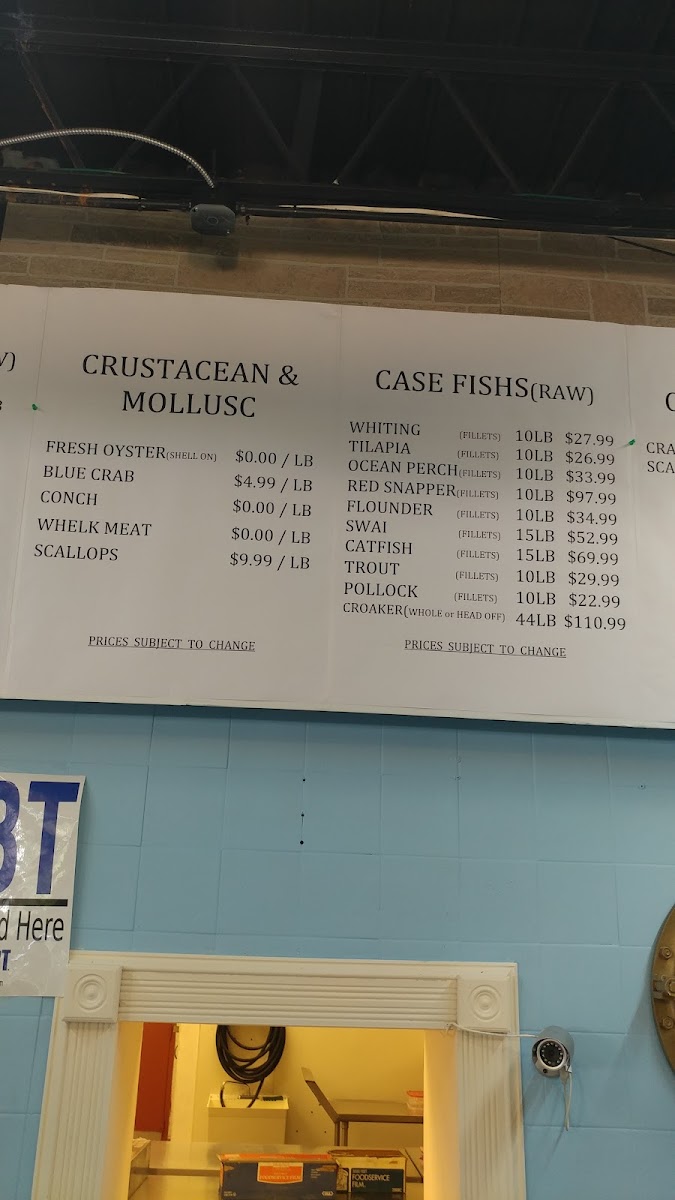 CRUSTACEAN &
MOLLUSC
FRESH OYSTER(SHELL ON) $0.00 / LB
BLUE CRAB $4.99 / LB
CONCH $0.00 / LB
WHELK MEAT $0.00 / LB
SCALLOPS $9.99 / LB
PRICES SUBJECT TO CHANGE
CASE FISHS(RAW)
WHITING (FILLETS) 10LB $27.99
TILAPIA (FILLETS) 10LB $26.99
OCEAN PERCH(FILLETS) 10LB $33.99
RED SNAPPER(FILLETS) 10LB $97.99
FLOUNDER (FILLETS) 10LB $34.99
SWAI (FILLETS) 15LB $52.99
CATFISH (FILLETS) 15LB $69.99
TROUT (FILLETS) 10LB $29.99
POLLOCK (FILLETS) 10LB $22.99
CROAKER(WHOLE or HEAD OFF) 44LB $110.99
PRICES SUBJECT TO CHANGE
CRA
SCA
BT
d Here
FOODSERVICE
FILM